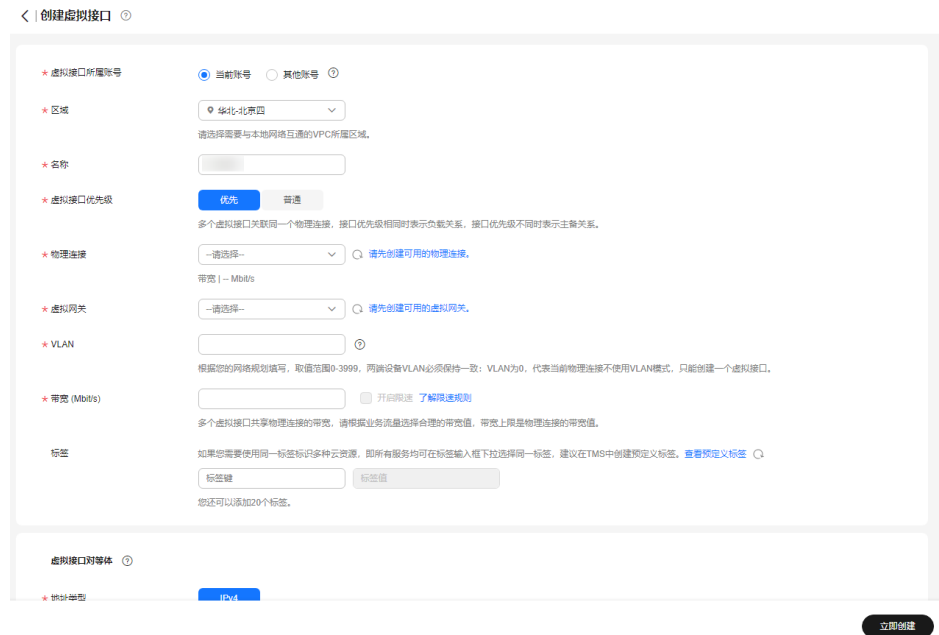 创建虚拟接口
* 虚拟接口所属账号 当前账号 其他账号
* 区域 华北-北京四
请选择需要与本地网络互通的VPC所属区域。
* 名称
* 虚拟接口优先级 优先 普通
多个虚拟接口关联同一个物理连接，接口优先级相同时表示负载关系，接口优先级不同时表示主备关系。
* 物理连接 --请选择-- 请先创建可用的物理连接。
带宽 | -- Mbit/s
* 虚拟网关 --请选择-- 请先创建可用的虚拟网关。
* VLAN
根据您的网络规划填写，取值范围0-3999，两端设备VLAN必须保持一致；VLAN为0，代表当前物理连接不使用VLAN模式，只能创建一个虚拟接口。
* 带宽 (Mbit/s) 开启限速 了解限速规则
多个虚拟接口共享物理连接的带宽，请根据业务流量选择合理的带宽值，带宽上限是物理连接的带宽值。
标签 如果您需要使用同一标签标识多种云资源，即所有服务均可在标签输入框下拉选择同一标签，建议在TMS中创建预定义标签。查看预定义标签
标签键 标签值
您还可以添加20个标签。
虚拟接口对等体
* 地址类型 IPv4
立即创建